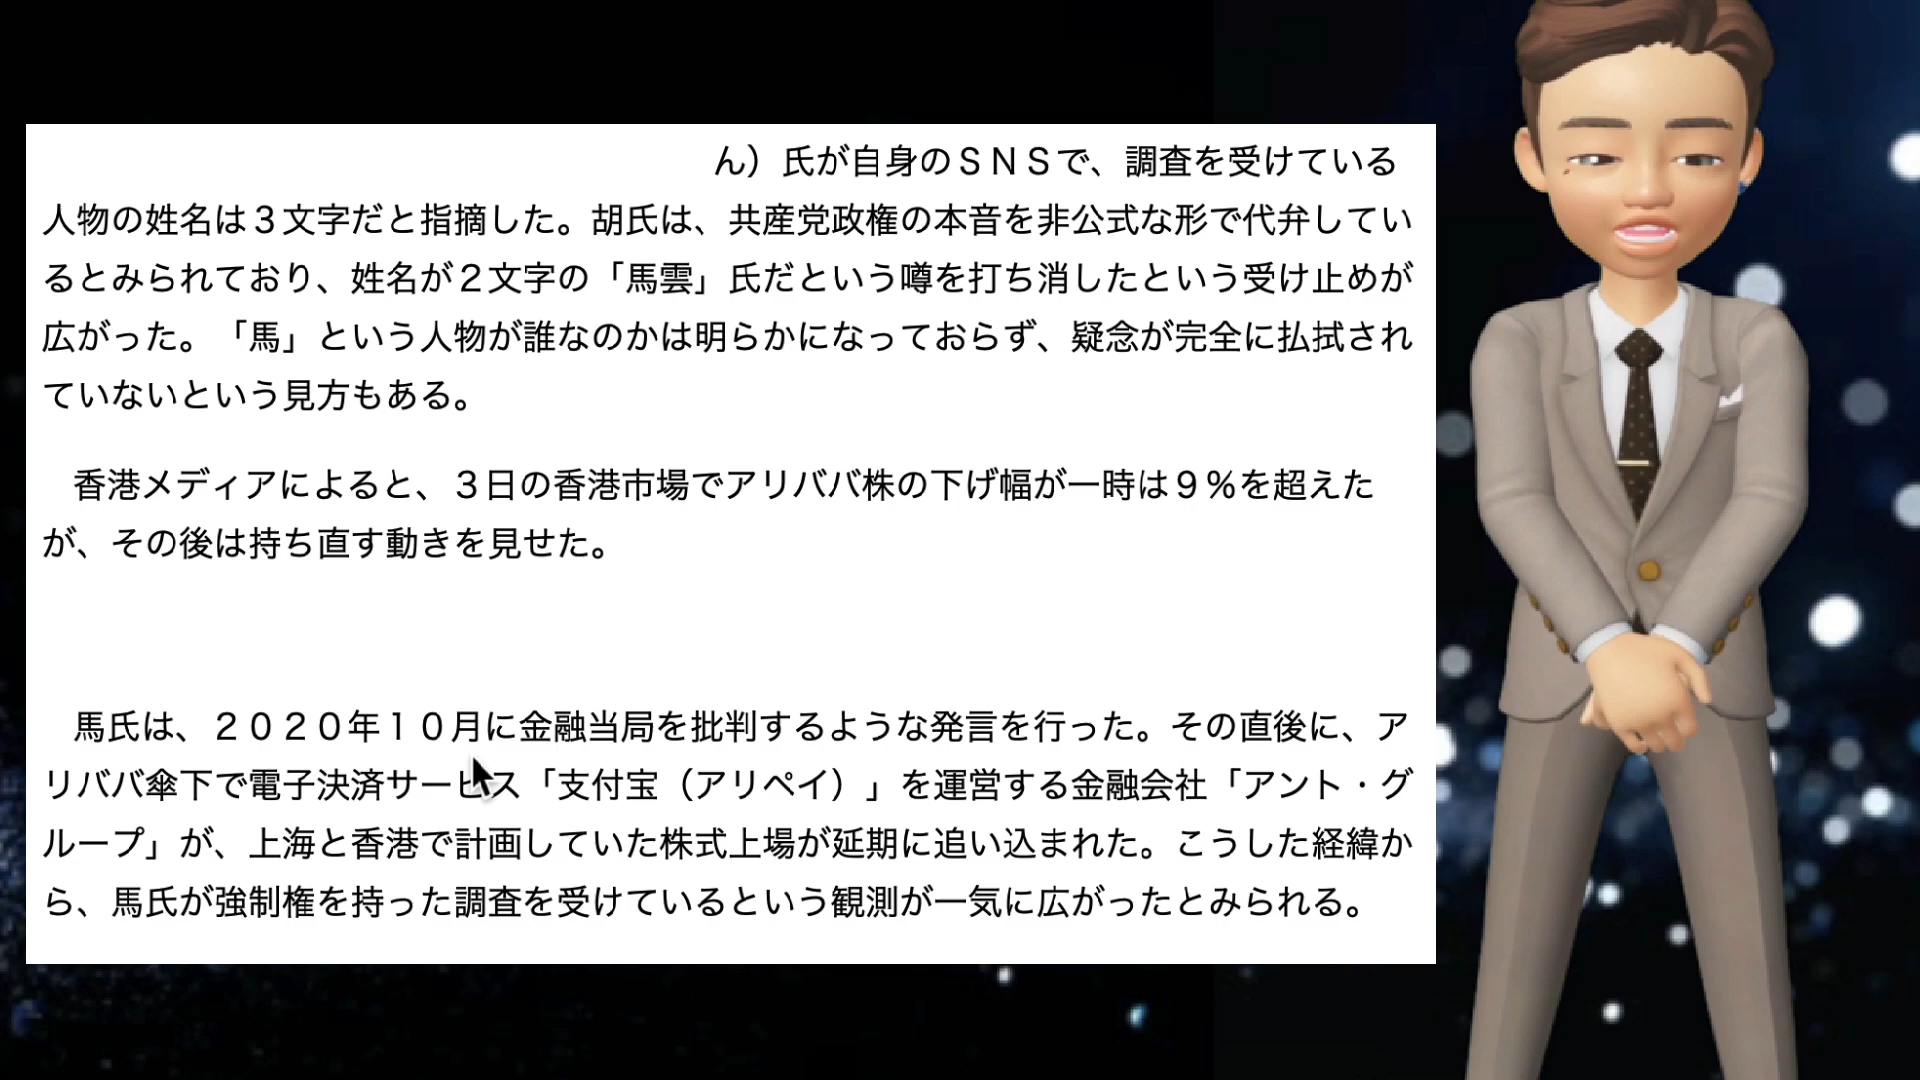 ん）氏が自身のＳＮＳで、調査を受けている
人物の姓名は３文字だと指摘した。胡氏は、共産党政権の本音を非公式な形で代弁してい
るとみられており、姓名が２文字の「馬雲」氏だという噂を打ち消したという受け止めが
広がった。「馬」という人物が誰なのかは明らかになっておらず、疑念が完全に払拭され
ていないという見方もある。
香港メディアによると、３日の香港市場でアリババ株の下げ幅が一時は９％を超えた
が、その後は持ち直す動きを見せた。
馬氏は、２０２０年１０月に金融当局を批判するような発言を行った。その直後に、ア
リババ傘下で電子決済サービス「支付宝（アリペイ）」を運営する金融会社「アント・グ
ループ」が、上海と香港で計画していた株式上場が延期に追い込まれた。こうした経緯か
ら、馬氏が強制権を持った調査を受けているという観測が一気に広がったとみられる。